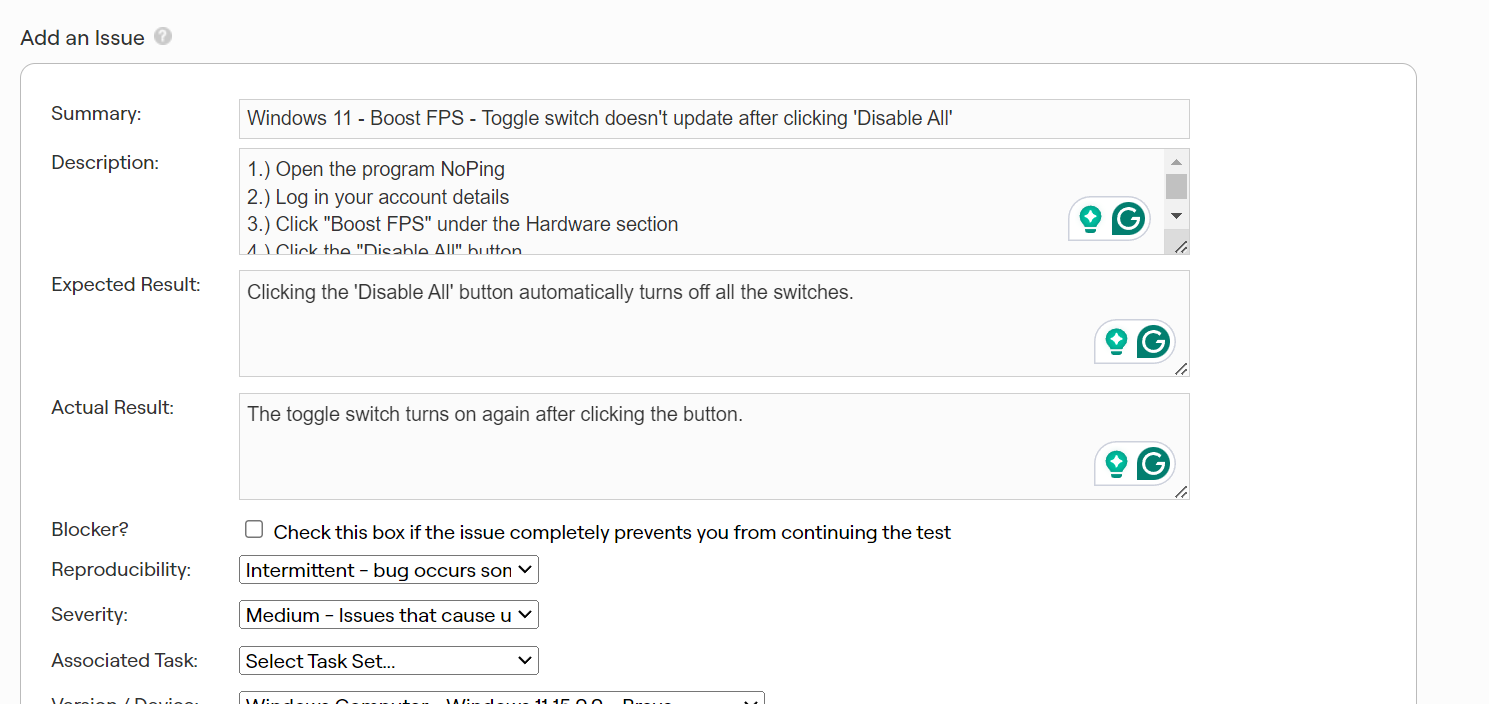 Add an Issue ?
Summary: Windows 11 - Boost FPS - Toggle switch doesn't update after clicking 'Disable All'
Description: 1.) Open the program NoPing
2.) Log in your account details
3.) Click "Boost FPS" under the Hardware section
4.) Click the "Disable All" button
Expected Result: Clicking the 'Disable All' button automatically turns off all the switches.
Actual Result: The toggle switch turns on again after clicking the button.
Blocker? Check this box if the issue completely prevents you from continuing the test
Reproducibility: Intermittent - bug occurs som
Severity: Medium - Issues that cause u
Associated Task: Select Task Set...
Version / Device: Windows Computer - Windows 11